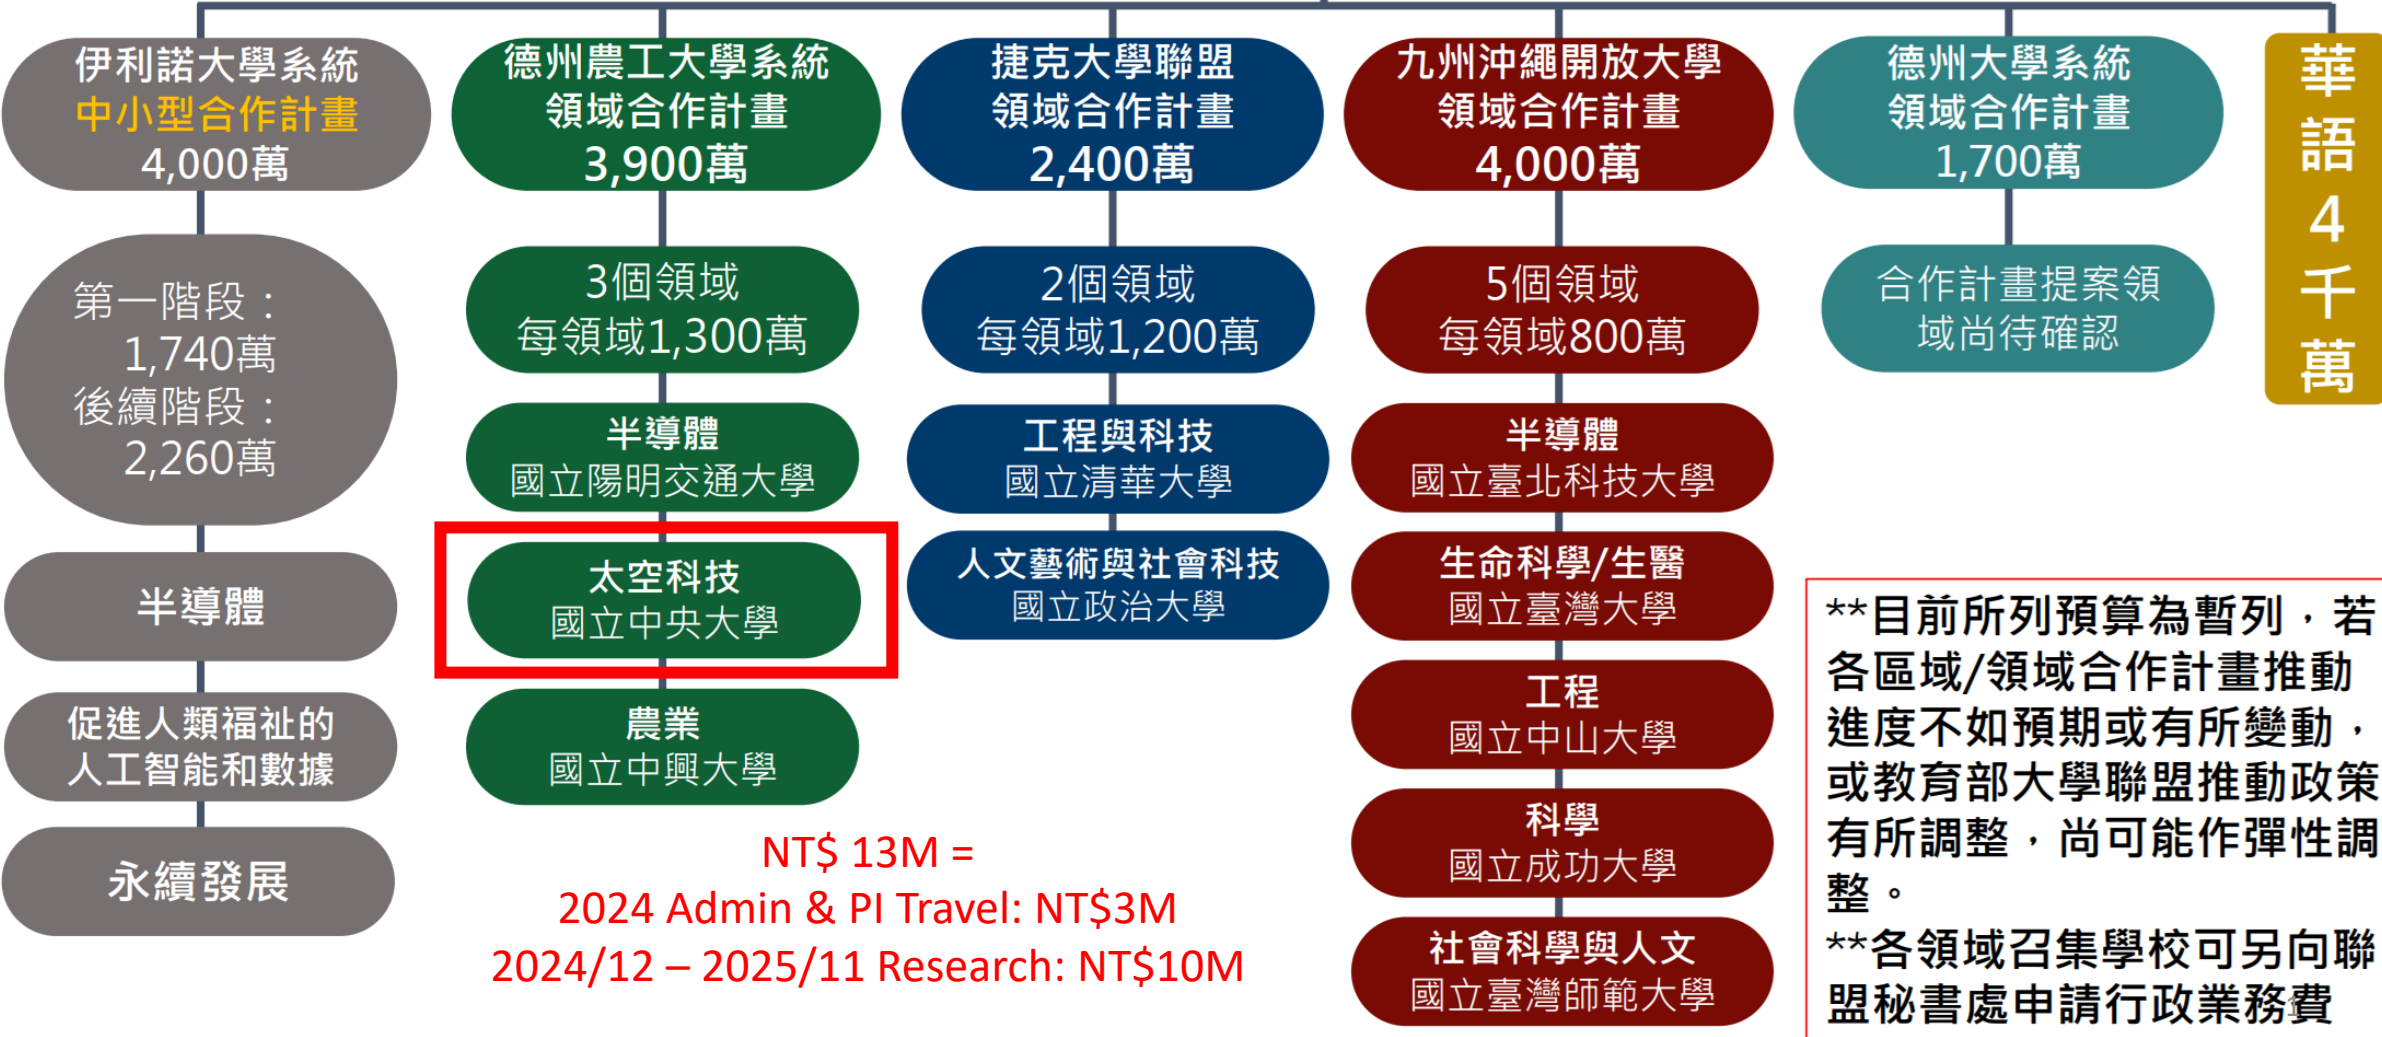 伊利諾大學系統
中小型合作計畫
4,000萬
第一階段：
1,740萬
後續階段：
2,260萬
半導體
促進人類福祉的
人工智能和數據
永續發展
德州農工大學系統
領域合作計畫
3,900萬
3個領域
每領域1,300萬
半導體
國立陽明交通大學
太空科技
國立中央大學
農業
國立中興大學
NT$ 13M =
2024 Admin & PI Travel: NT$3M
2024/12 – 2025/11 Research: NT$10M
捷克大學聯盟
領域合作計畫
2,400萬
2個領域
每領域1,200萬
工程與科技
國立清華大學
人文藝術與社會科技
國立政治大學
九州沖繩開放大學
領域合作計畫
4,000萬
5個領域
每領域800萬
半導體
國立臺北科技大學
生命科學/生醫
國立臺灣大學
工程
國立中山大學
科學
國立成功大學
社會科學與人文
國立臺灣師範大學
德州大學系統
領域合作計畫
1,700萬
合作計畫提案領
域尚待確認
華語4千萬
**目前所列預算為暫列，若
各區域/領域合作計畫推動
進度不如預期或有所變動，
或教育部大學聯盟推動政策
有所調整，尚可能作彈性調
整。
**各領域召集學校可另向聯
盟秘書處申請行政業務費
1